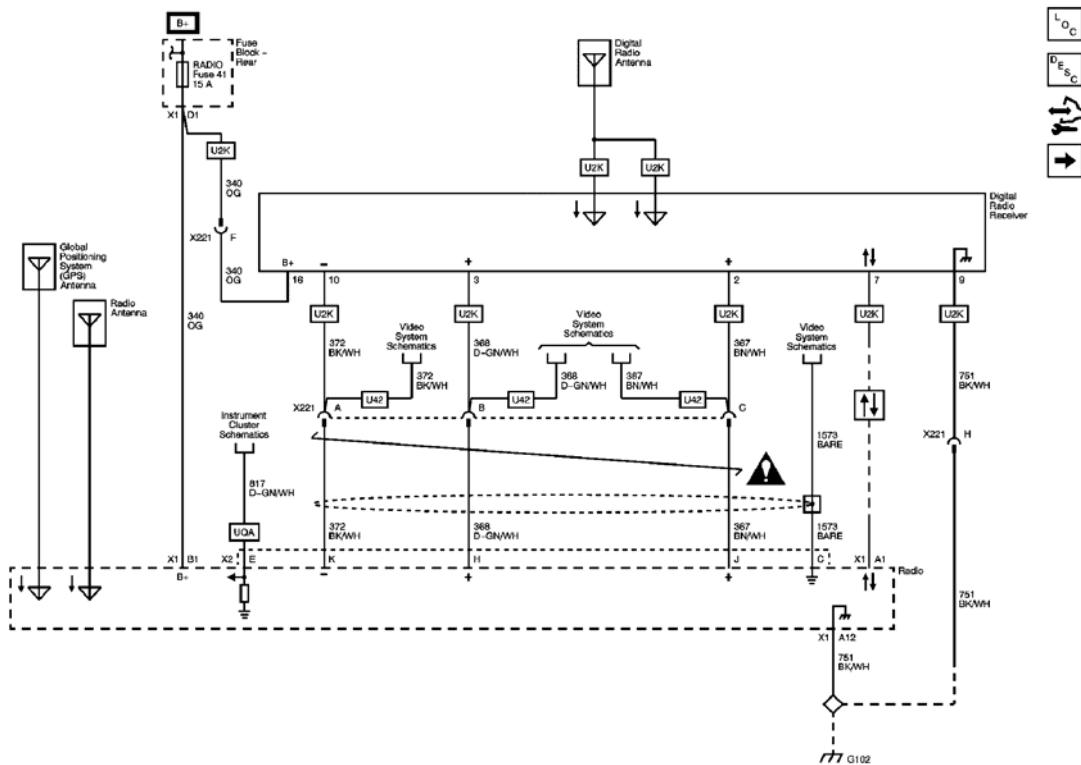 B+
Fuse
Block –
Rear
RADIO
Fuse 41
15 A
X1 D1
U2K
340
OG
X221 F
340
OG
Digital
Radio
Antenna
U2K U2K
Digital
Radio
Receiver
L O C
D E S C
Global
Positioning
System
(GPS)
Antenna
Radio
Antenna
340
OG
B+ – + +
16 10 3 2 7 9
U2K U2K U2K U2K U2K
Video
System
Schematics
Video
System
Schematics
Video
System
Schematics
372
BK/WH
372
BK/WH
368
D-GN/WH
368
D-GN/WH
367
BN/WH
367
BN/WH
751
BK/WH
U42 U42 U42
X221 A B C
X221 H
Instrument
Cluster
Schematics
1573
BARE
817
D-GN/WH
UQA
372
BK/WH
368
D-GN/WH
367
BN/WH
1573
BARE
X1 B1 X2 E K H J C X1 A1
Radio
B+ – + +
751
BK/WH
X1 A12
751
BK/WH
G102